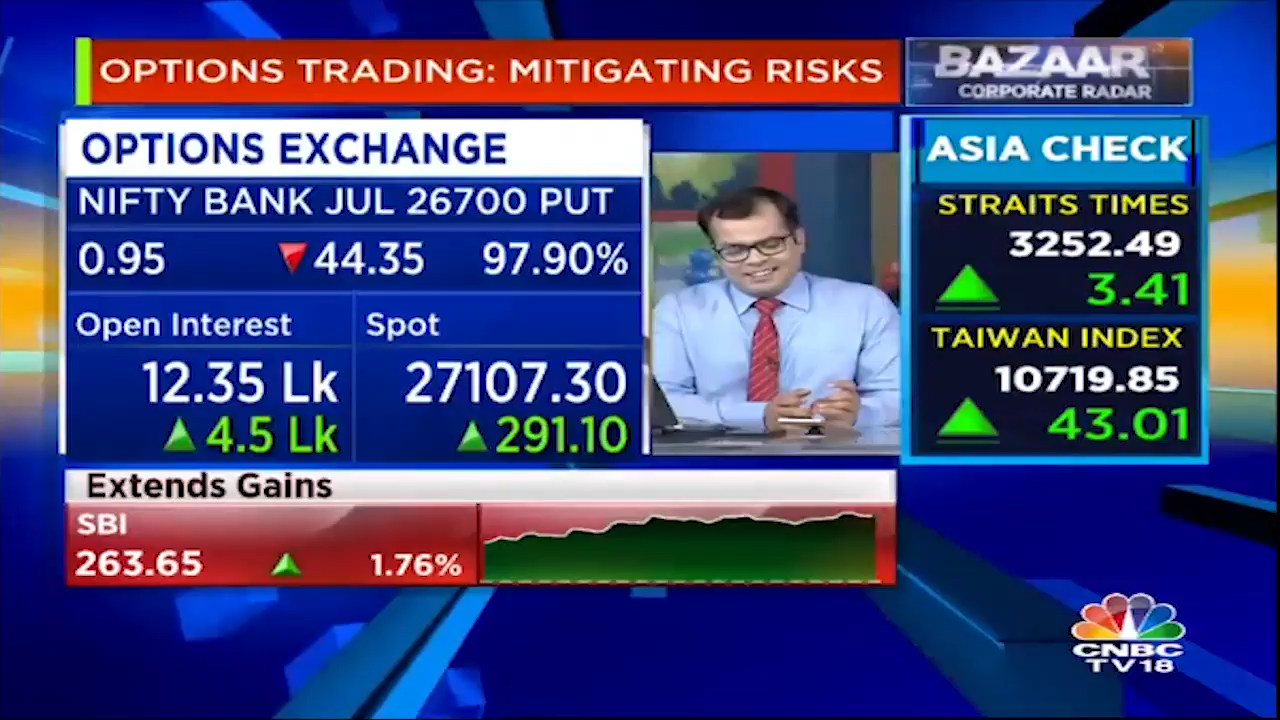 OPTIONS TRADING: MITIGATING RISKS
BAZAAR
CORPORATE RADAR
OPTIONS EXCHANGE
NIFTY BANK JUL 26700 PUT
0.95 ▼44.35 97.90%
Open Interest
12.35 Lk
▲4.5 Lk
Spot
27107.30
▲291.10
ASIA CHECK
STRAITS TIMES
3252.49
▲ 3.41
TAIWAN INDEX
10719.85
▲ 43.01
Extends Gains
SBI
263.65 ▲ 1.76%
CNBC
TV18